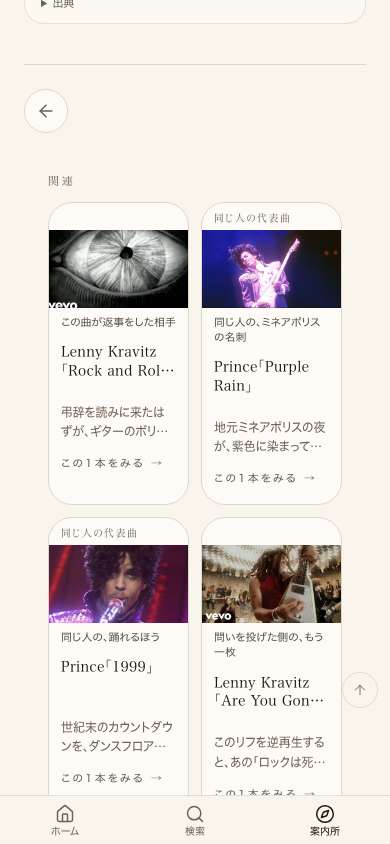 ▶ 出典
関連
vevo
この曲が返事をした相手
Lenny Kravitz
「Rock and Rol…
弔辞を読みに来たは
ずが、ギターのボリ…
この1本をみる →
同じ人の代表曲
同じ人の、ミネアポリス
の名刺
Prince「Purple
Rain」
地元ミネアポリスの夜
が、紫色に染まって…
この1本をみる →
同じ人の代表曲
同じ人の、踊れるほう
Prince「1999」
世紀末のカウントダウ
ンを、ダンスフロア…
この1本をみる →
vevo
問いを投げた側の、もう
一枚
Lenny Kravitz
「Are You Gon…
このリフを逆再生する
と、あの「ロックは死…
この1本をみる →
ホーム
検索
案内所